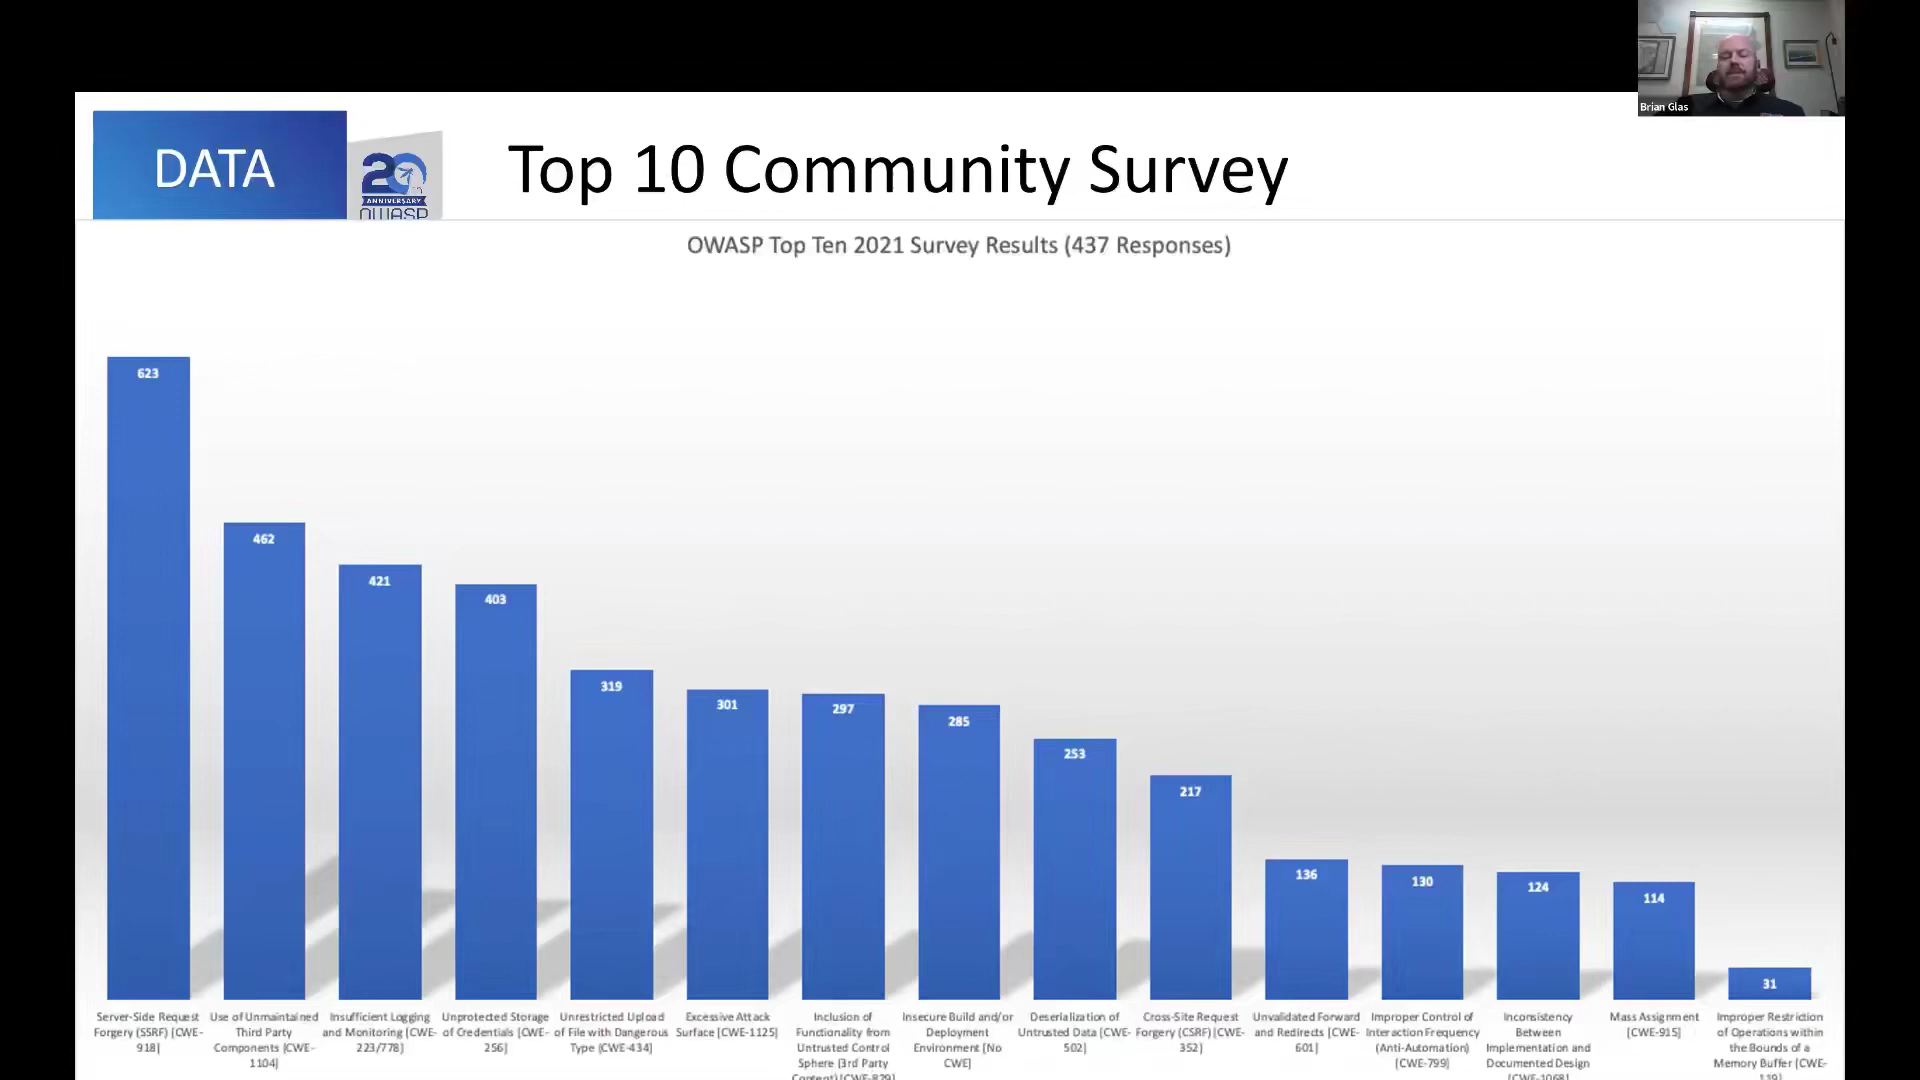 Brian Glas
DATA
20
th
ANNIVERSARY
OWASP
Top 10 Community Survey
OWASP Top Ten 2021 Survey Results (437 Responses)
623
462
421
403
319
301
297
285
253
217
136
130
124
114
31
Server-Side Request
Forgery (SSRF) [CWE-
918]
Use of Unmaintained
Third Party
Components [CWE-
1104]
Insufficient Logging
and Monitoring [CWE-
223/778]
Unprotected Storage
of Credentials [CWE-
256]
Unrestricted Upload
of File with Dangerous
Type (CWE-434]
Excessive Attack
Surface [CWE-1125]
Inclusion of
Functionality from
Untrusted Control
Sphere (3rd Party
Content) [CWE-829]
Insecure Build and/or
Deployment
Environment [No
CWE]
Deserialization of
Untrusted Data [CWE-
502]
Cross-Site Request
Forgery (CSRF) [CWE-
352]
Unvalidated Forward
and Redirects [CWE-
601]
Improper Control of
Interaction Frequency
(Anti-Automation)
[CWE-799]
Inconsistency
Between
Implementation and
Documented Design
[CWE-1068]
Mass Assignment
[CWE-915]
Improper Restriction
of Operations within
the Bounds of a
Memory Buffer [CWE-
119]